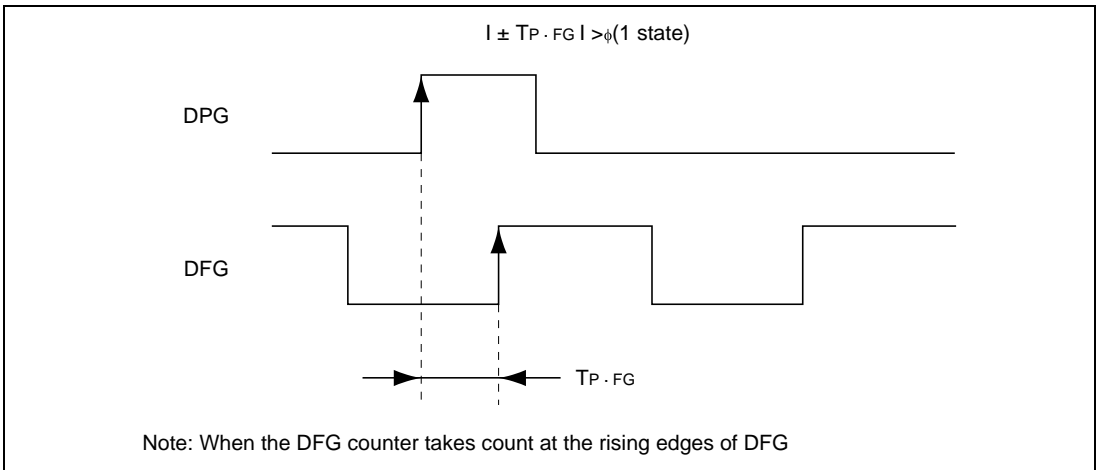 I ± TP · FG I >ϕ(1 state)
DPG
DFG
TP · FG
Note: When the DFG counter takes count at the rising edges of DFG